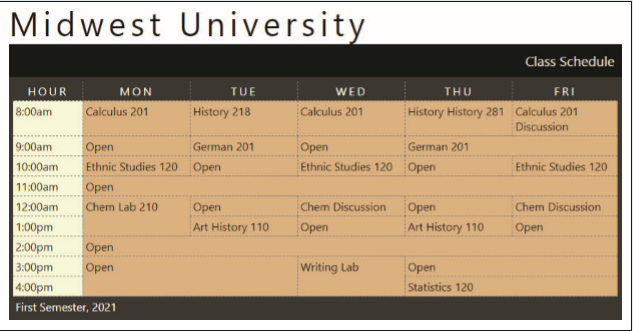 Midwest University
Class Schedule
HOUR MON TUE WED THU FRI
8:00am Calculus 201 History 218 Calculus 201 History History 281 Calculus 201
Discussion
9:00am Open German 201 Open German 201
10:00am Ethnic Studies 120 Open Ethnic Studies 120 Open Ethnic Studies 120
11:00am Open
12:00am Chem Lab 210 Open Chem Discussion Open Chem Discussion
1:00pm Art History 110 Open Art History 110 Open
2:00pm Open
3:00pm Open Writing Lab Open
4:00pm Statistics 120
First Semester, 2021